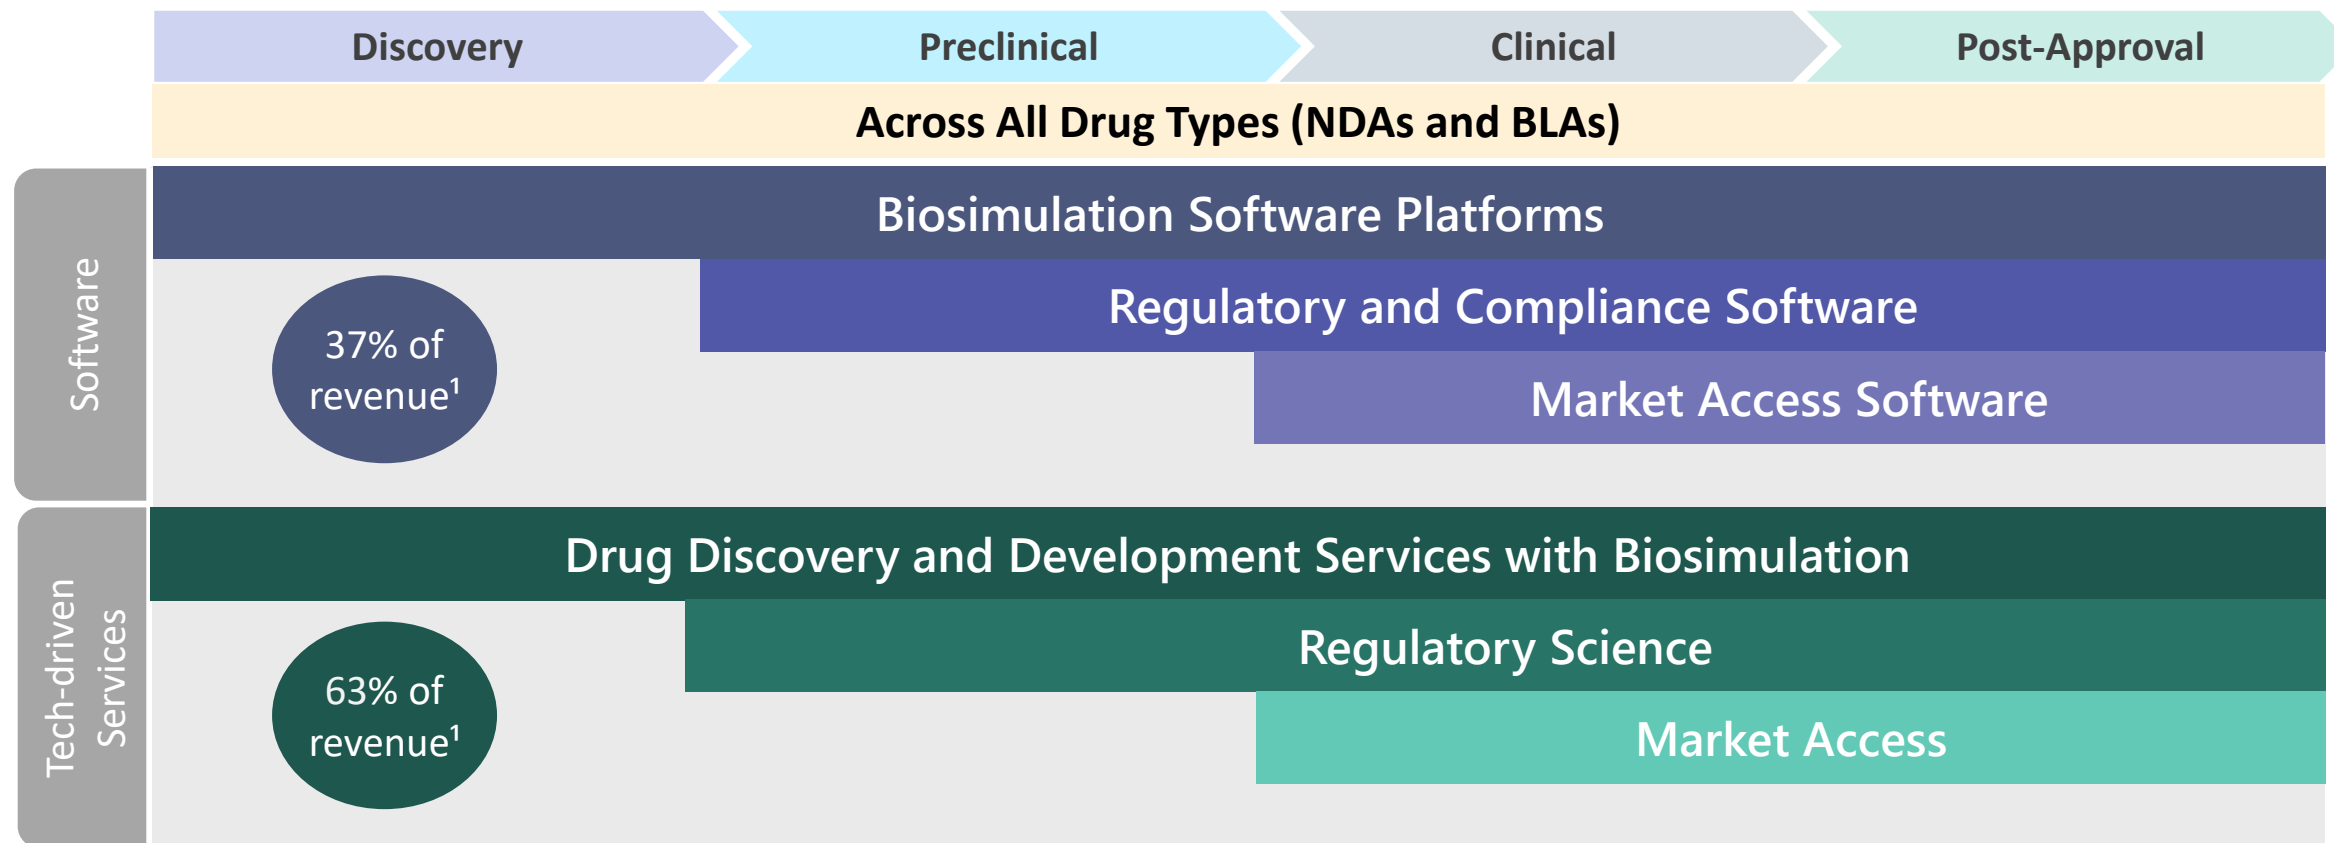 Discovery
Preclinical
Clinical
Post-Approval
Across All Drug Types (NDAs and BLAs)
Software
Biosimulation Software Platforms
Regulatory and Compliance Software
Market Access Software
37% of
revenue¹
Tech-driven
Services
Drug Discovery and Development Services with Biosimulation
Regulatory Science
Market Access
63% of
revenue¹